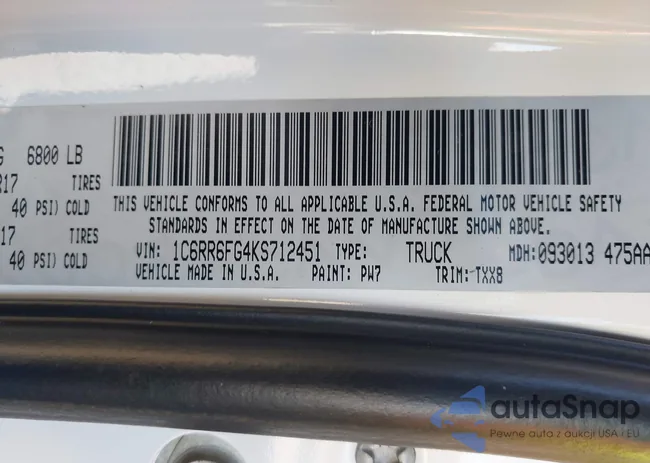 G 6800 LB
R17 TIRES
40 PSI) COLD
17 TIRES
40 PSI) COLD
THIS VEHICLE CONFORMS TO ALL APPLICABLE U.S.A. FEDERAL MOTOR VEHICLE SAFETY
STANDARDS IN EFFECT ON THE DATE OF MANUFACTURE SHOWN ABOVE.
VIN: 1C6RR6FG4KS712451 TYPE: TRUCK MDH:093013 475AA
VEHICLE MADE IN U.S.A. PAINT: PW7 TRIM:TXX8
autoSnap
Pewne auta z aukcji USA i EU